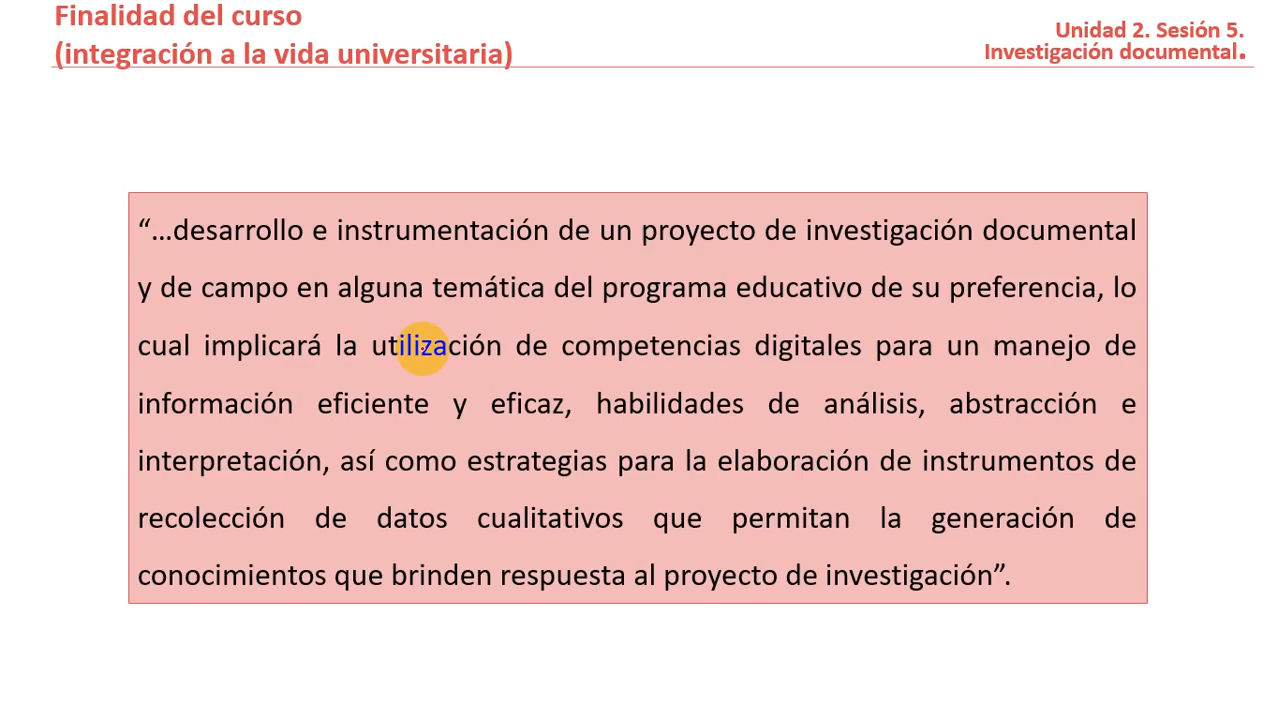 Finalidad del curso
(integración a la vida universitaria)
Unidad 2. Sesión 5.
Investigación documental.
“…desarrollo e instrumentación de un proyecto de investigación documental
y de campo en alguna temática del programa educativo de su preferencia, lo
cual implicará la utilización de competencias digitales para un manejo de
información eficiente y eficaz, habilidades de análisis, abstracción e
interpretación, así como estrategias para la elaboración de instrumentos de
recolección de datos cualitativos que permitan la generación de
conocimientos que brinden respuesta al proyecto de investigación”.